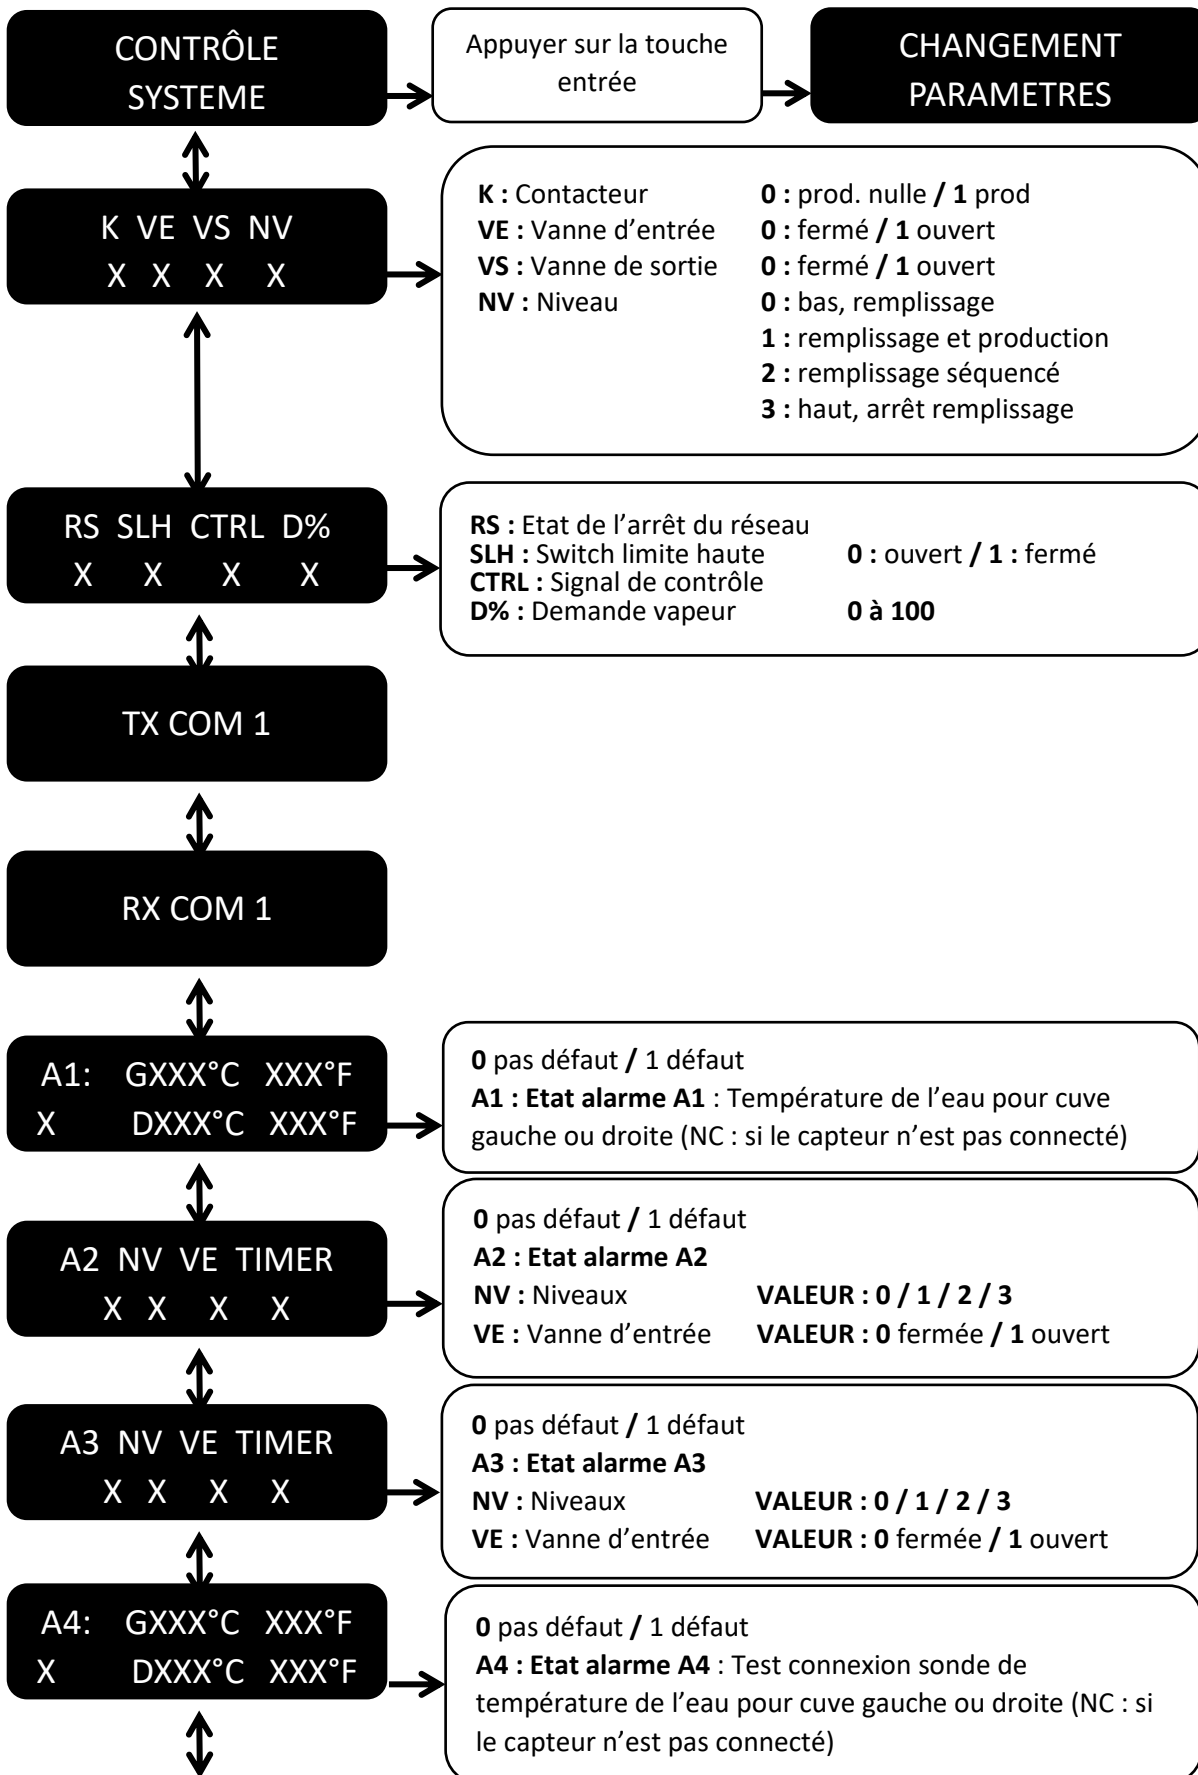 CONTRÔLE
SYSTEME
Appuyer sur la touche
entrée
CHANGEMENT
PARAMETRES
K VE VS NV
X X X X
K : Contacteur 0 : prod. nulle / 1 prod
VE : Vanne d’entrée 0 : fermé / 1 ouvert
VS : Vanne de sortie 0 : fermé / 1 ouvert
NV : Niveau 0 : bas, remplissage
1 : remplissage et production
2 : remplissage séquencé
3 : haut, arrêt remplissage
RS SLH CTRL D%
X X X X
RS : Etat de l’arrêt du réseau
SLH : Switch limite haute 0 : ouvert / 1 : fermé
CTRL : Signal de contrôle
D% : Demande vapeur 0 à 100
TX COM 1
RX COM 1
A1: GXXX°C XXX°F
X DXXX°C XXX°F
0 pas défaut / 1 défaut
A1 : Etat alarme A1 : Température de l’eau pour cuve
gauche ou droite (NC : si le capteur n’est pas connecté)
A2 NV VE TIMER
X X X X
0 pas défaut / 1 défaut
A2 : Etat alarme A2
NV : Niveaux VALEUR : 0 / 1 / 2 / 3
VE : Vanne d’entrée VALEUR : 0 fermée / 1 ouvert
A3 NV VE TIMER
X X X X
0 pas défaut / 1 défaut
A3 : Etat alarme A3
NV : Niveaux VALEUR : 0 / 1 / 2 / 3
VE : Vanne d’entrée VALEUR : 0 fermée / 1 ouvert
A4: GXXX°C XXX°F
X DXXX°C XXX°F
0 pas défaut / 1 défaut
A4 : Etat alarme A4 : Test connexion sonde de
température de l’eau pour cuve gauche ou droite (NC : si
le capteur n’est pas connecté)